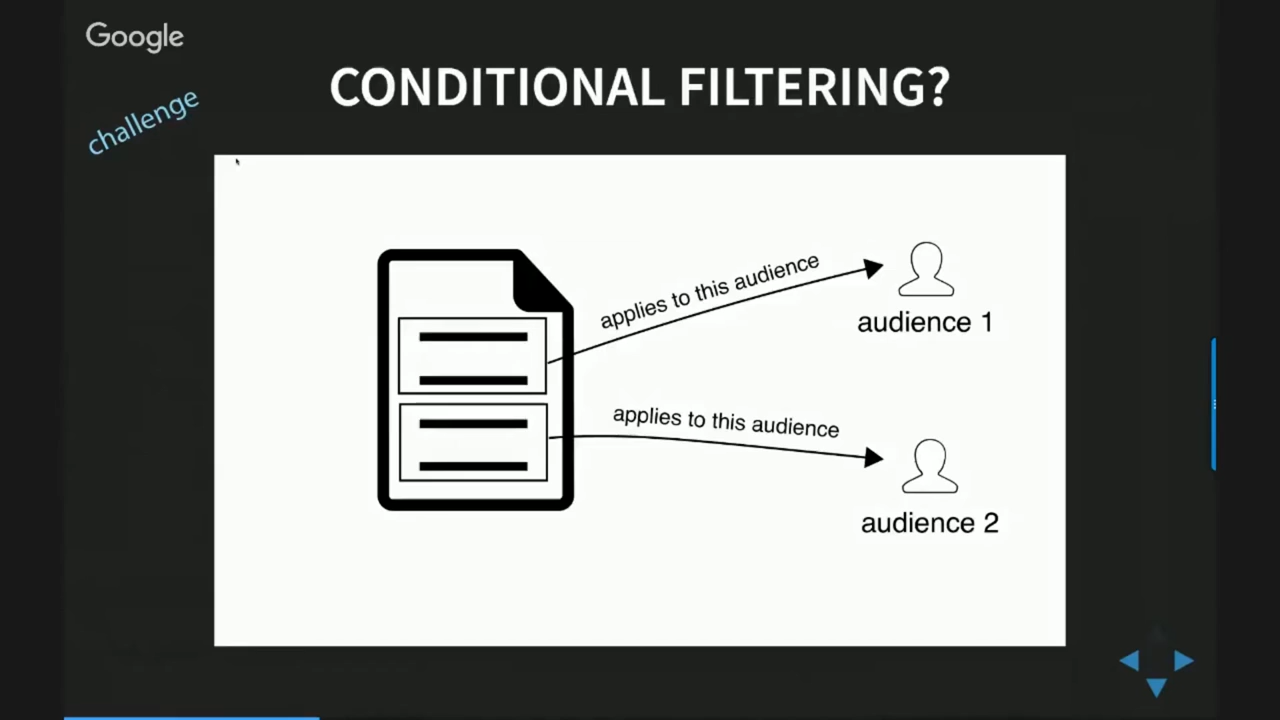 Google
challenge
CONDITIONAL FILTERING?
applies to this audience
audience 1
applies to this audience
audience 2